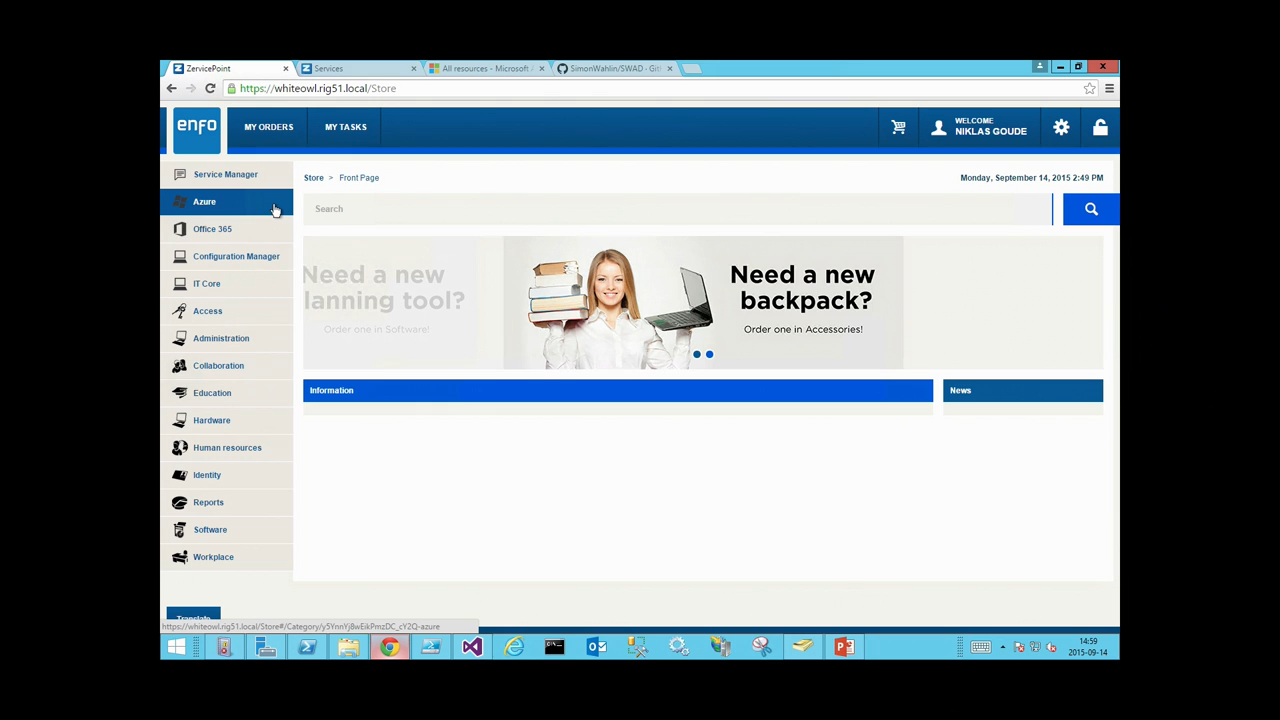 ZervicePoint
Services
All resources - Microsoft
SimonWahlin/SWAD · Git
https://whiteowl.rig51.local/Store
enfo
MY ORDERS
MY TASKS
WELCOME
NIKLAS GOUDE
Service Manager
Azure
Office 365
Configuration Manager
IT Core
Access
Administration
Collaboration
Education
Hardware
Human resources
Identity
Reports
Software
Workplace
Store > Front Page
Monday, September 14, 2015 2:49 PM
Search
Need a new
lanning tool?
Order one in Software!
Need a new
backpack?
Order one in Accessories!
Information
News
Translate
14:59
2015-09-14